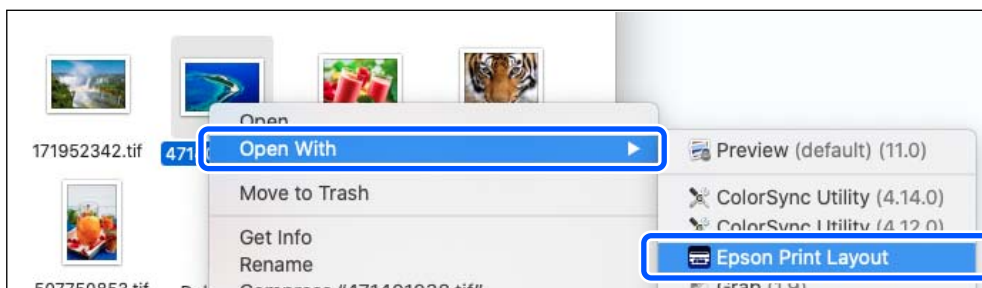 171952342.tif
471
Open
Open With
Move to Trash
Get Info
Rename
Preview (default) (11.0)
ColorSync Utility (4.14.0)
ColorSync Utility (4.12.0)
Epson Print Layout